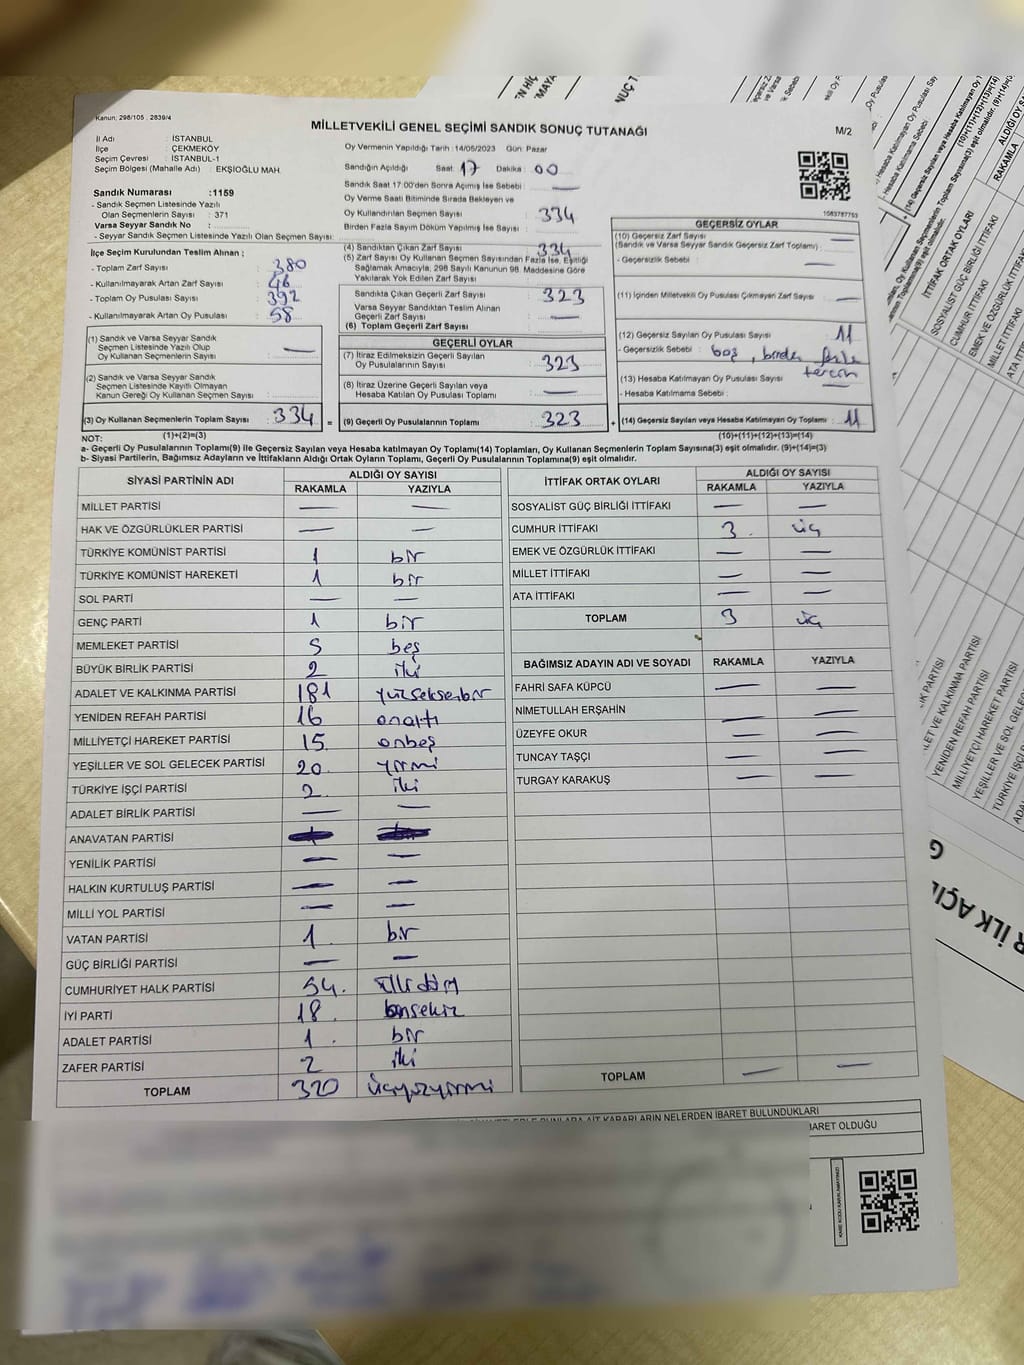 Kanun, 298/105 , 2839/4
MİLLETVEKİLİ GENEL SEÇİMİ SANDIK SONUÇ TUTANAĞI
M/2
İl Adı : İSTANBUL
İlçe : ÇEKMEKÖY
Seçim Çevresi : İSTANBUL-1
Seçim Bölgesi (Mahalle Adı) : EKŞİOĞLU MAH.
Sandık Numarası :1159
- Sandık Seçmen Listesinde Yazılı
Olan Seçmenlerin Sayısı : 371
Varsa Seyyar Sandık No :
- Seyyar Sandık Seçmen Listesinde Yazılı Olan Seçmen Sayısı:
İlçe Seçim Kurulundan Teslim Alınan ;
- Toplam Zarf Sayısı : 380
- Kullanılmayarak Artan Zarf Sayısı : 46
- Toplam Oy Pusulası Sayısı : 392
- Kullanılmayarak Artan Oy Pusulası : 58
(1) Sandık ve Varsa Seyyar Sandık
Seçmen Listesinde Yazılı Olup
Oy Kullanan Seçmenlerin Sayısı : —
(2) Sandık ve Varsa Seyyar Sandık
Seçmen Listesinde Kayıtlı Olmayan
Kanun Gereği Oy Kullanan Seçmen Sayısı :
(3) Oy Kullanan Seçmenlerin Toplam Sayısı : 334 =
Oy Vermenin Yapıldığı Tarih : 14/05/2023 Gün: Pazar
Sandığın Açıldığı Saat: 17 Dakika : 00
Sandık Saat 17:00'den Sonra Açılmış İse Sebebi : —
Oy Verme Saati Bitiminde Sırada Bekleyen ve
Oy Kullandırılan Seçmen Sayısı : 334
Birden Fazla Sayım Döküm Yapılmış İse Sayısı :
(4) Sandıktan Çıkan Zarf Sayısı : 334
(5) Zarf Sayısı Oy Kullanan Seçmen Sayısından Fazla İse, Eşitliği
Sağlamak Amacıyla, 298 Sayılı Kanunun 98. Maddesine Göre
Yakılarak Yok Edilen Zarf Sayısı :
Sandıkta Çıkan Geçerli Zarf Sayısı : 323
Varsa Seyyar Sandıktan Teslim Alınan
Geçerli Zarf Sayısı : —
(6) Toplam Geçerli Zarf Sayısı :
GEÇERLİ OYLAR
(7) İtiraz Edilmeksizin Geçerli Sayılan
Oy Pusulalarının Sayısı : 323
(8) İtiraz Üzerine Geçerli Sayılan veya
Hesaba Katılan Oy Pusulası Toplamı : —
(9) Geçerli Oy Pusulalarının Toplamı : 323 +
1583787753
GEÇERSİZ OYLAR
(10) Geçersiz Zarf Sayısı : —
(Sandık ve Varsa Seyyar Sandık Geçersiz Zarf Toplamı) :
- Geçersizlik Sebebi : —
(11) İçinden Milletvekili Oy Pusulası Çıkmayan Zarf Sayısı : —
(12) Geçersiz Sayılan Oy Pusulası Sayısı : 11
- Geçersizlik Sebebi : boş, birden fazla
tercih
(13) Hesaba Katılmayan Oy Pusulası Sayısı : —
- Hesaba Katılmama Sebebi :
(14) Geçersiz Sayılan veya Hesaba Katılmayan Oy Toplamı : 11
NOT: (1)+(2)=(3) (10)+(11)+(12)+(13)=(14)
a- Geçerli Oy Pusulalarının Toplamı(9) ile Geçersiz Sayılan veya Hesaba katılmayan Oy Toplamı(14) Toplamları, Oy Kullanan Seçmenlerin Toplam Sayısına(3) eşit olmalıdır. (9)+(14)=(3)
b- Siyasi Partilerin, Bağımsız Adayların ve İttifakların Aldığı Oyların Toplamı, Geçerli Oy Pusulalarının Toplamına(9) eşit olmalıdır.
SİYASİ PARTİNİN ADI ALDIĞI OY SAYISI
RAKAMLA YAZIYLA
MİLLET PARTİSİ — —
HAK VE ÖZGÜRLÜKLER PARTİSİ — —
TÜRKİYE KOMÜNİST PARTİSİ 1 bir
TÜRKİYE KOMÜNİST HAREKETİ 1 bir
SOL PARTİ — —
GENÇ PARTİ 1 bir
MEMLEKET PARTİSİ 5 beş
BÜYÜK BİRLİK PARTİSİ 2 iki
ADALET VE KALKINMA PARTİSİ 181 yüzseksenbir
YENİDEN REFAH PARTİSİ 16 onaltı
MİLLİYETÇİ HAREKET PARTİSİ 15 onbeş
YEŞİLLER VE SOL GELECEK PARTİSİ 20 yirmi
TÜRKİYE İŞÇİ PARTİSİ 2 iki
ADALET BİRLİK PARTİSİ — —
ANAVATAN PARTİSİ
YENİLİK PARTİSİ — —
HALKIN KURTULUŞ PARTİSİ — —
MİLLİ YOL PARTİSİ — —
VATAN PARTİSİ 1 bir
GÜÇ BİRLİĞİ PARTİSİ — —
CUMHURİYET HALK PARTİSİ 54 ellidört
İYİ PARTİ 18 onsekiz
ADALET PARTİSİ 1 bir
ZAFER PARTİSİ 2 iki
TOPLAM 320 üçyüzyirmi
İTTİFAK ORTAK OYLARI ALDIĞI OY SAYISI
RAKAMLA YAZIYLA
SOSYALİST GÜÇ BİRLİĞİ İTTİFAKI — —
CUMHUR İTTİFAKI 3 üç
EMEK VE ÖZGÜRLÜK İTTİFAKI — —
MİLLET İTTİFAKI — —
ATA İTTİFAKI — —
TOPLAM 3 üç
BAĞIMSIZ ADAYIN ADI VE SOYADI RAKAMLA YAZIYLA
FAHRİ SAFA KÜPCÜ — —
NİMETULLAH ERŞAHİN — —
ÜZEYFE OKUR — —
TUNCAY TAŞÇI — —
TURGAY KARAKUŞ — —
TOPLAM — —
KARARLARIN NELERDEN İBARET BULUNDUKLARI
BARET OLDUĞU